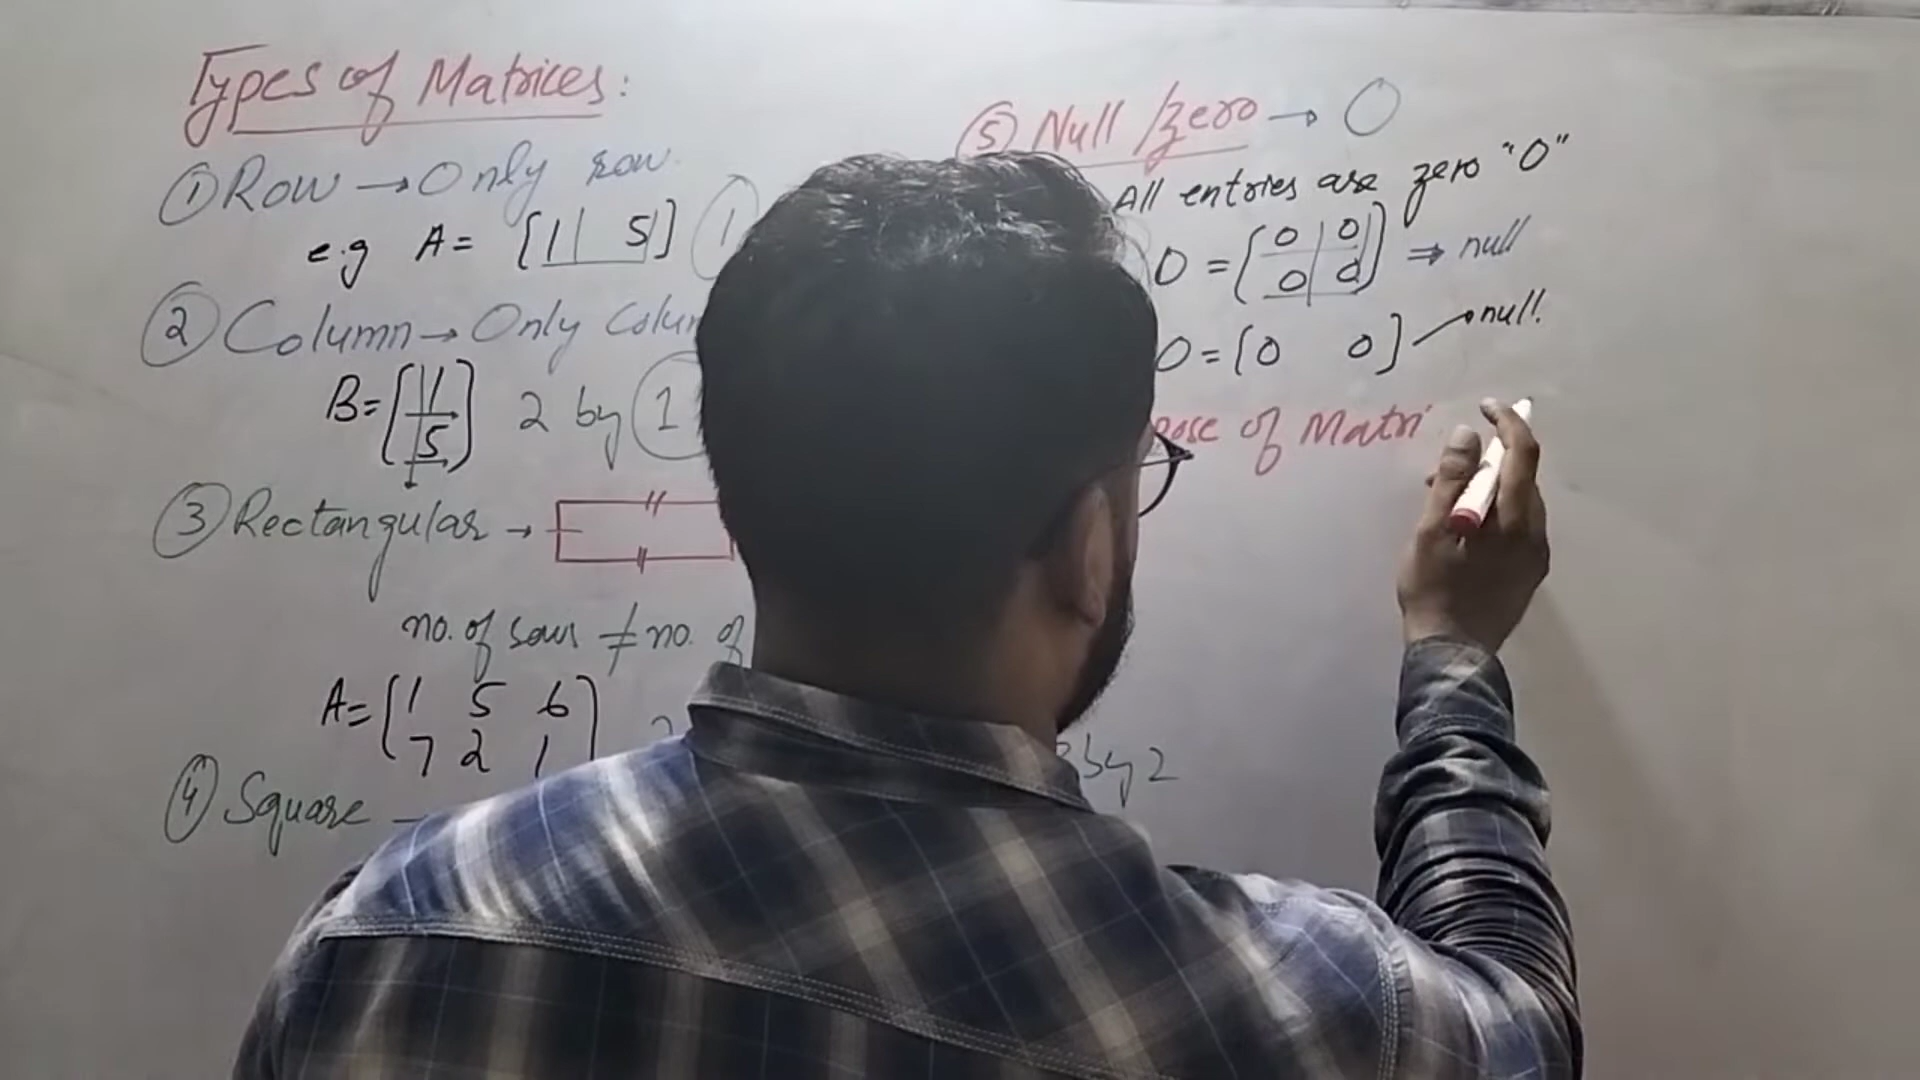 Types of Matrices:
① Row → Only row.
e.g A = [1 5] 1
② Column → Only Colum
B = [1
5] 2 by 1
③ Rectangular →
no. of rows ≠ no. of
A = [1 5 6
7 2 1]
④ Square
⑤ Null/zero → O
All entries are zero "0"
O = [0 0
0 0] ⇒ null
O = [0 0] → null.
pose of Matri
by 2